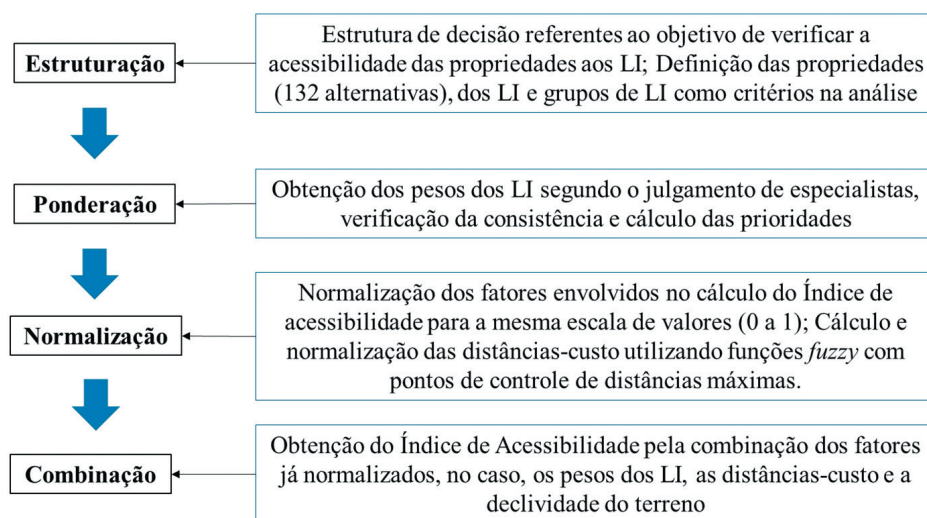 Estruturação
Estrutura de decisão referentes ao objetivo de verificar a
acessibilidade das propriedades aos LI; Definição das propriedades
(132 alternativas), dos LI e grupos de LI como critérios na análise
Ponderação
Obtenção dos pesos dos LI segundo o julgamento de especialistas,
verificação da consistência e cálculo das prioridades
Normalização
Normalização dos fatores envolvidos no cálculo do Índice de
acessibilidade para a mesma escala de valores (0 a 1); Cálculo e
normalização das distâncias-custo utilizando funções fuzzy com
pontos de controle de distâncias máximas.
Combinação
Obtenção do Índice de Acessibilidade pela combinação dos fatores
já normalizados, no caso, os pesos dos LI, as distâncias-custo e a
declividade do terreno